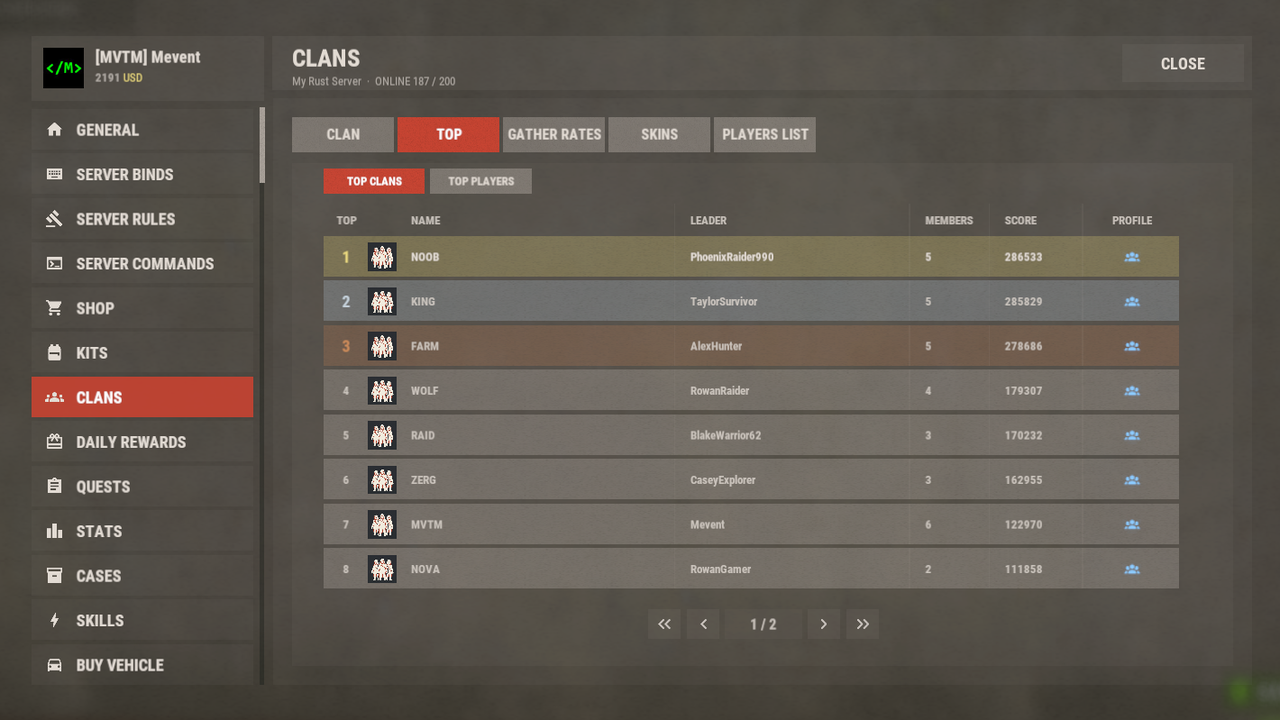 </M>
[MVTM] Mevent
2191 USD
GENERAL
SERVER BINDS
SERVER RULES
SERVER COMMANDS
SHOP
KITS
CLANS
DAILY REWARDS
QUESTS
STATS
CASES
SKILLS
BUY VEHICLE
CLANS
My Rust Server · ONLINE 187 / 200
CLOSE
CLAN TOP GATHER RATES SKINS PLAYERS LIST
TOP CLANS TOP PLAYERS
TOP NAME LEADER MEMBERS SCORE PROFILE
1 NOOB PhoenixRaider990 5 286533
2 KING TaylorSurvivor 5 285829
3 FARM AlexHunter 5 278686
4 WOLF RowanRaider 4 179307
5 RAID BlakeWarrior62 3 170232
6 ZERG CaseyExplorer 3 162955
7 MVTM Mevent 6 122970
8 NOVA RowanGamer 2 111858
1 / 2